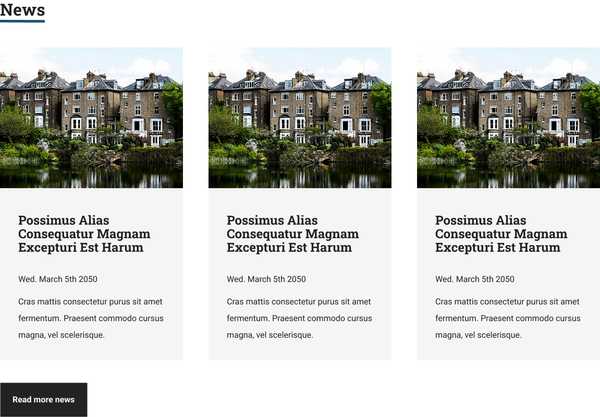 News
Possimus Alias
Consequatur Magnam
Excepturi Est Harum
Wed. March 5th 2050
Cras mattis consectetur purus sit amet
fermentum. Praesent commodo cursus
magna, vel scelerisque.
Possimus Alias
Consequatur Magnam
Excepturi Est Harum
Wed. March 5th 2050
Cras mattis consectetur purus sit amet
fermentum. Praesent commodo cursus
magna, vel scelerisque.
Possimus Alias
Consequatur Magnam
Excepturi Est Harum
Wed. March 5th 2050
Cras mattis consectetur purus sit amet
fermentum. Praesent commodo cursus
magna, vel scelerisque.
Read more news